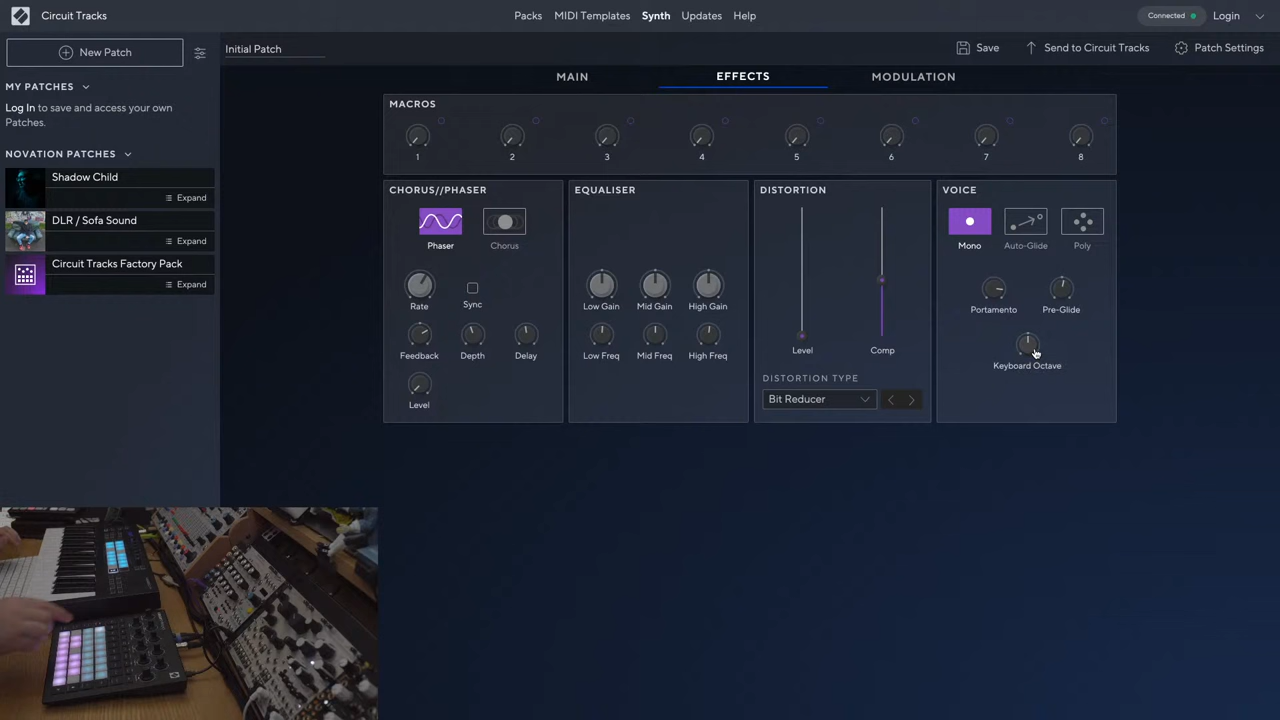 Circuit Tracks
Packs
MIDI Templates
Synth
Updates
Help
Connected
Login
New Patch
Initial Patch
Save
Send to Circuit Tracks
Patch Settings
MY PATCHES
Log In to save and access your own
Patches.
NOVATION PATCHES
Shadow Child
Expand
DLR / Sofa Sound
Expand
Circuit Tracks Factory Pack
Expand
MAIN
EFFECTS
MODULATION
MACROS
1
2
3
4
5
6
7
8
CHORUS//PHASER
Phaser
Chorus
Rate
Sync
Feedback
Depth
Delay
Level
EQUALISER
Low Gain
Mid Gain
High Gain
Low Freq
Mid Freq
High Freq
DISTORTION
Level
Comp
DISTORTION TYPE
Bit Reducer
VOICE
Mono
Auto-Glide
Poly
Portamento
Pre-Glide
Keyboard Octave